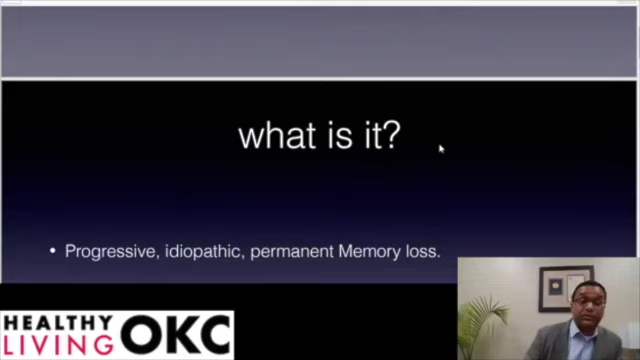 what is it?
• Progressive, idiopathic, permanent Memory loss.
HEALTHY
LIVING OKC